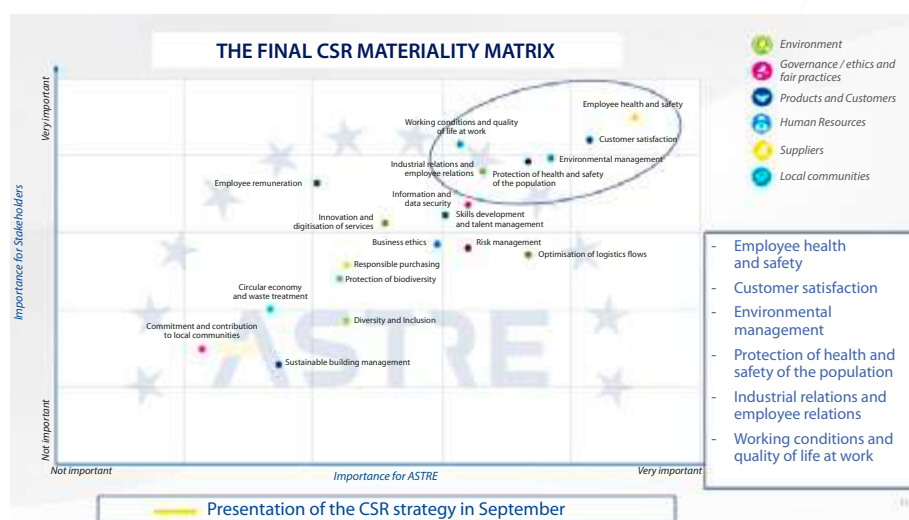 THE FINAL CSR MATERIALITY MATRIX
Environment
Governance / ethics and
fair practices
Products and Customers
Human Resources
Suppliers
Local communities
Very important
Importance for Stakeholders
Not important
Employee health and safety
Working conditions and quality
of life at work
Customer satisfaction
Environmental management
Industrial relations and
employee relations
Protection of health and safety
of the population
Employee remuneration
Information and
data security
Skills development
and talent management
Innovation and
digitisation of services
Business ethics
Risk management
Optimisation of logistics flows
Responsible purchasing
Protection of biodiversity
Circular economy
and waste treatment
Diversity and Inclusion
Commitment and contribution
to local communities
Sustainable building management
ASTRE
Not important
Importance for ASTRE
Very important
- Employee health
and safety
- Customer satisfaction
- Environmental
management
- Protection of health and
safety of the population
- Industrial relations and
employee relations
- Working conditions and
quality of life at work
Presentation of the CSR strategy in September